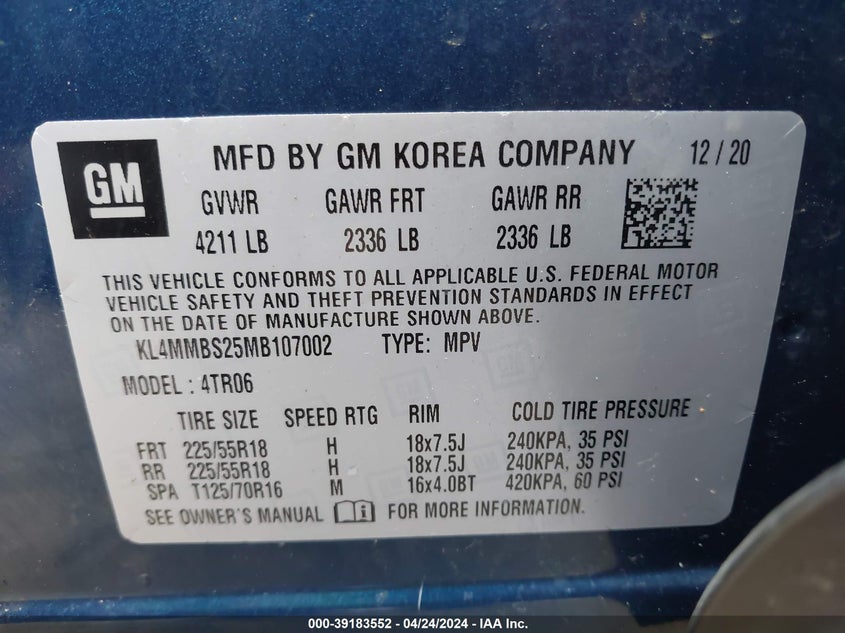 GM
MFD BY GM KOREA COMPANY 12/20
GVWR GAWR FRT GAWR RR
4211 LB 2336 LB 2336 LB
THIS VEHICLE CONFORMS TO ALL APPLICABLE U.S. FEDERAL MOTOR
VEHICLE SAFETY AND THEFT PREVENTION STANDARDS IN EFFECT
ON THE DATE OF MANUFACTURE SHOWN ABOVE.
KL4MMBS25MB107002 TYPE: MPV
MODEL : 4TR06
TIRE SIZE SPEED RTG RIM COLD TIRE PRESSURE
FRT 225/55R18 H 18x7.5J 240KPA, 35 PSI
RR 225/55R18 H 18x7.5J 240KPA, 35 PSI
SPA T125/70R16 M 16x4.0BT 420KPA, 60 PSI
SEE OWNER'S MANUAL i FOR MORE INFORMATION.
000-39183552 - 04/24/2024 - IAA Inc.